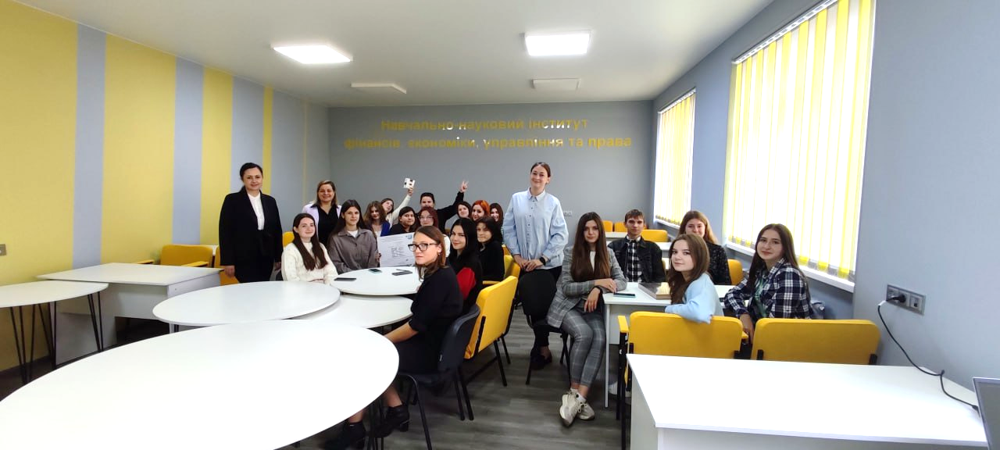 Навчально-науковий інститут
фінансів, економіки, управління та права